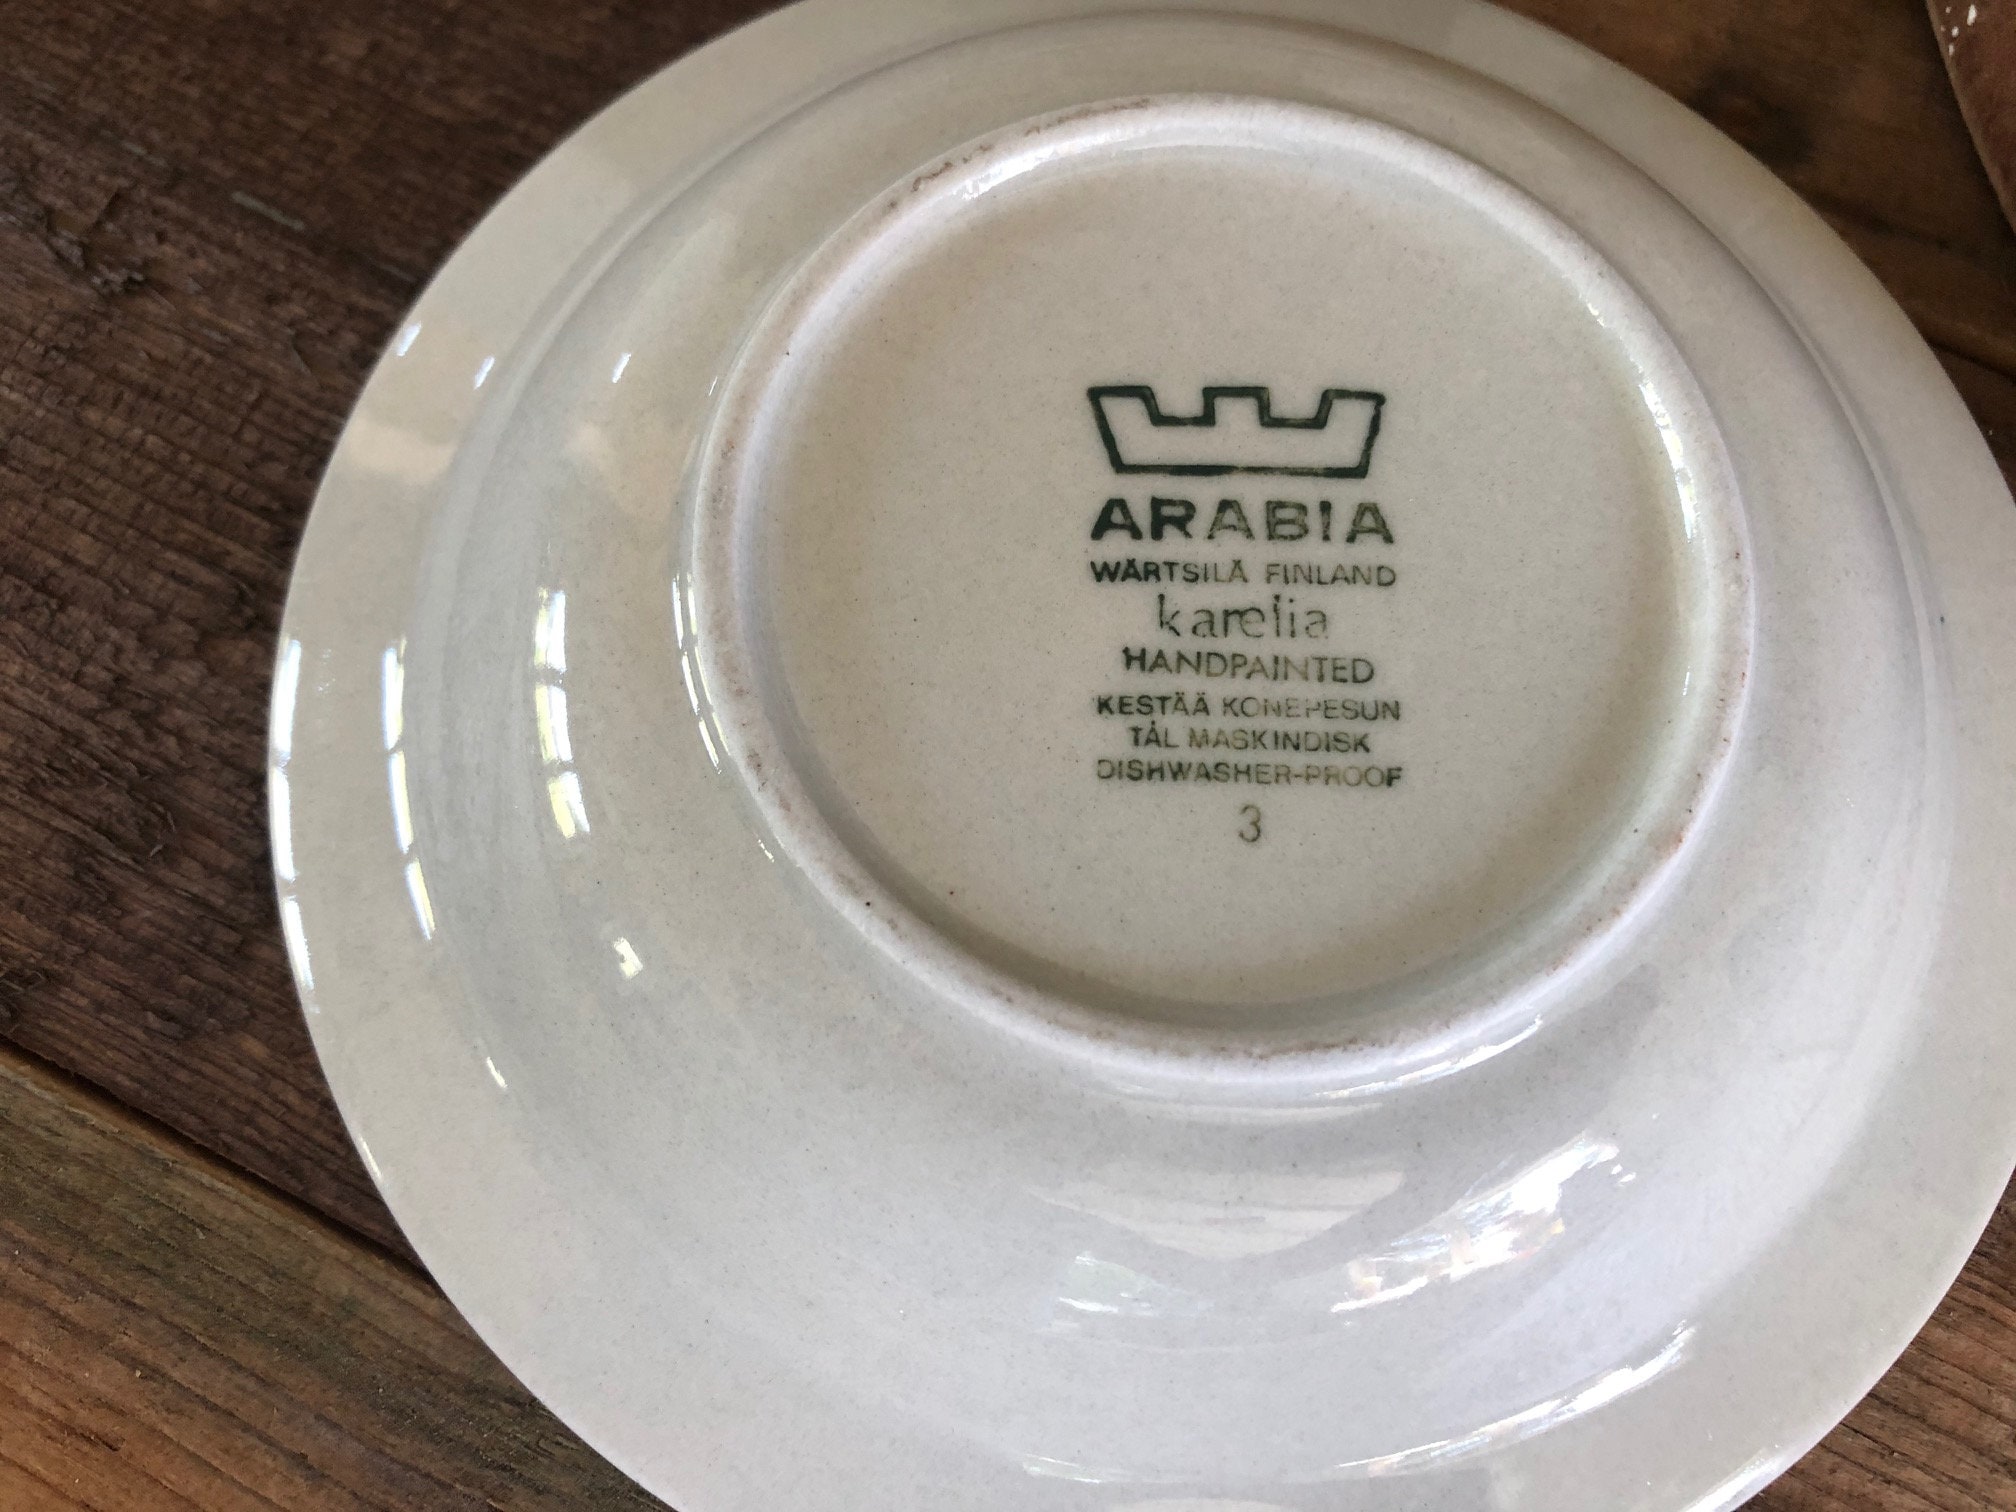 ARABIA
WÄRTSILÄ FINLAND
karelia
HANDPAINTED
KESTÄÄ KONEPESUN
TÅL MASKINDISK
DISHWASHER-PROOF
3